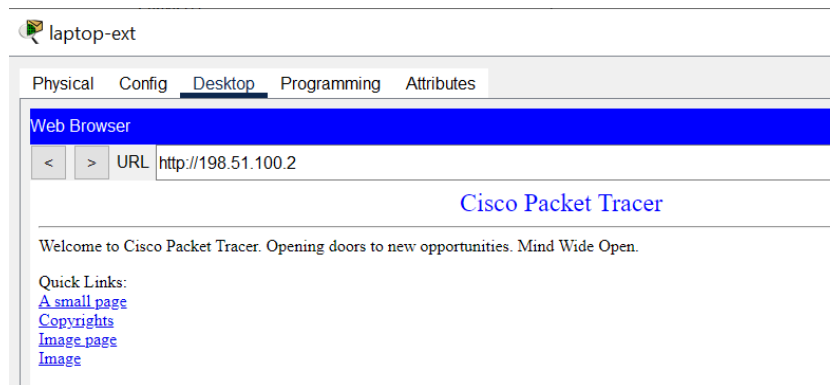 laptop-ext
Physical Config Desktop Programming Attributes
Web Browser
< > URL http://198.51.100.2
Cisco Packet Tracer
Welcome to Cisco Packet Tracer. Opening doors to new opportunities. Mind Wide Open.
Quick Links:
A small page
Copyrights
Image page
Image